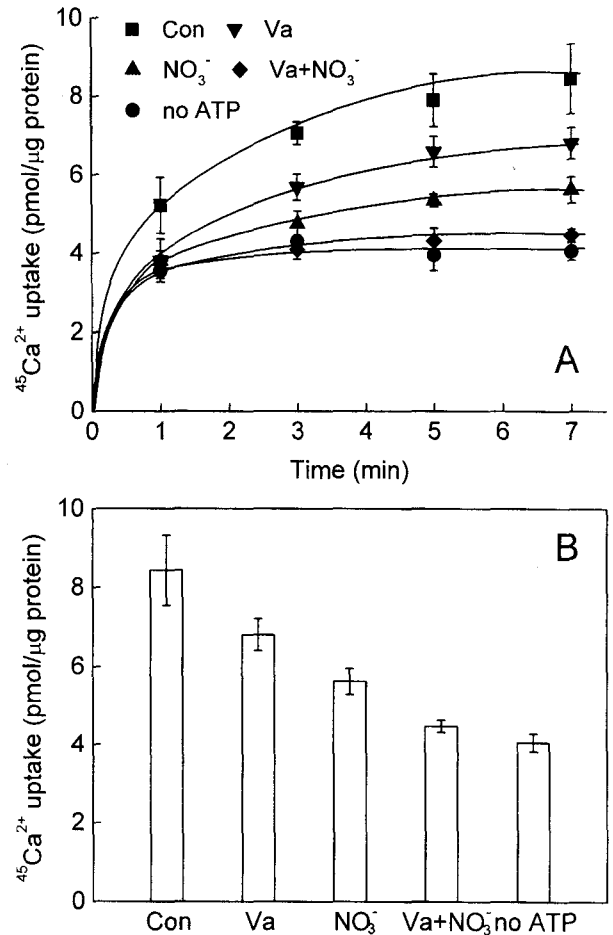 10
8
6
4
2
0
⁴⁵Ca²⁺ uptake (pmol/μg protein)
Con
Va
NO₃⁻
Va+NO₃⁻
no ATP
A
0 1 2 3 4 5 6 7
Time (min)
10
8
6
4
2
0
⁴⁵Ca²⁺ uptake (pmol/μg protein)
B
Con Va NO₃⁻ Va+NO₃⁻ no ATP